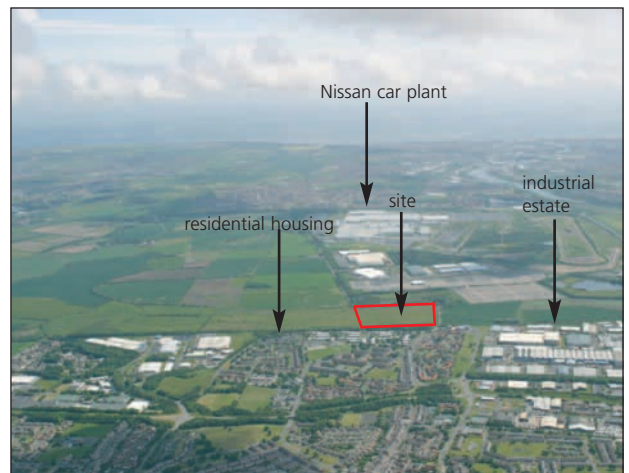 Nissan car plant
site
industrial
estate
residential housing